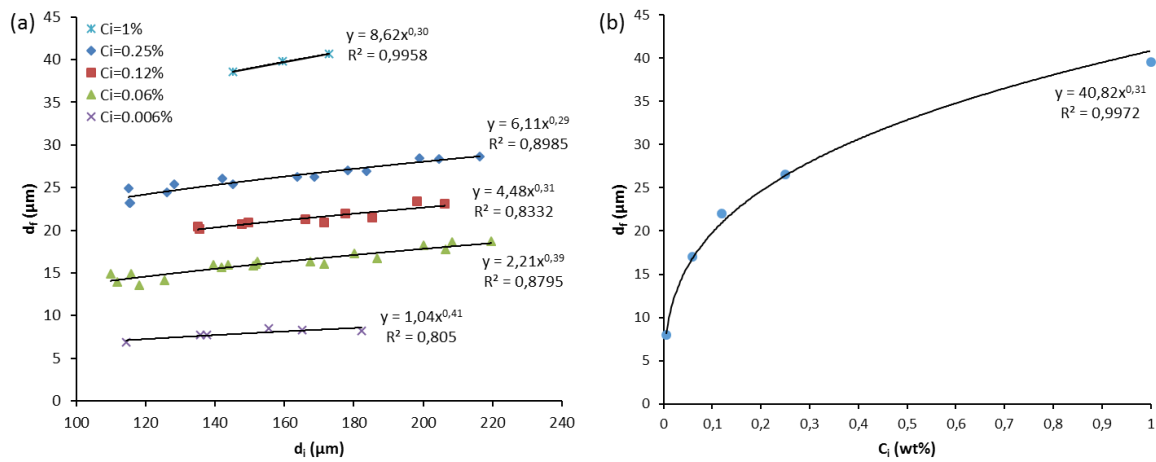 (a)
Ci=1%
Ci=0.25%
Ci=0.12%
Ci=0.06%
Ci=0.006%
y = 8,62x^0,30
R² = 0,9958
y = 6,11x^0,29
R² = 0,8985
y = 4,48x^0,31
R² = 0,8332
y = 2,21x^0,39
R² = 0,8795
y = 1,04x^0,41
R² = 0,805
45
40
35
30
25
20
15
10
5
0
d_f (µm)
100 120 140 160 180 200 220 240
d_i (µm)
(b)
y = 40,82x^0,31
R² = 0,9972
45
40
35
30
25
20
15
10
5
0
d_f (µm)
0 0,1 0,2 0,3 0,4 0,5 0,6 0,7 0,8 0,9 1
C_i (wt%)